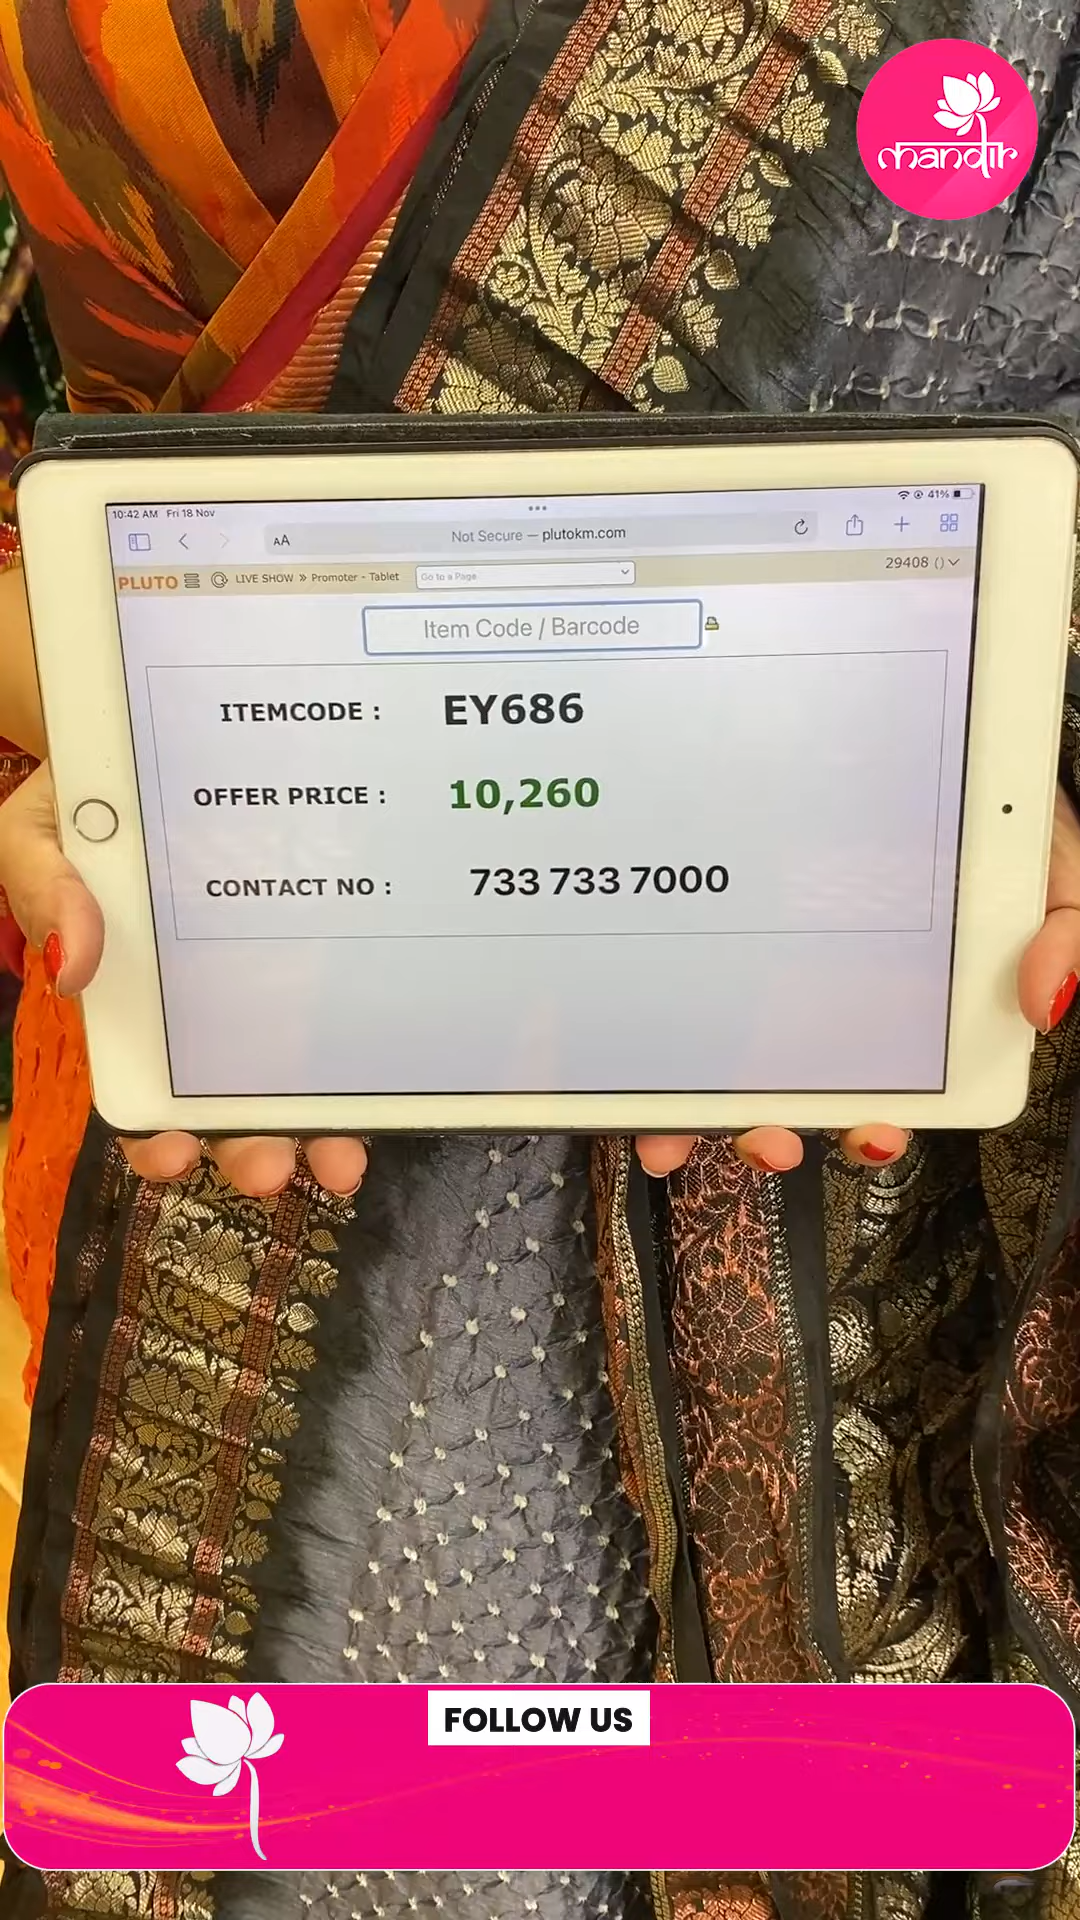 mandir
10:42 AM Fri 18 Nov
41%
AA
Not Secure — plutokm.com
PLUTO
LIVE SHOW » Promoter - Tablet
Go to a Page
29408 ()
Item Code / Barcode
ITEMCODE : EY686
OFFER PRICE : 10,260
CONTACT NO : 733 733 7000
FOLLOW US